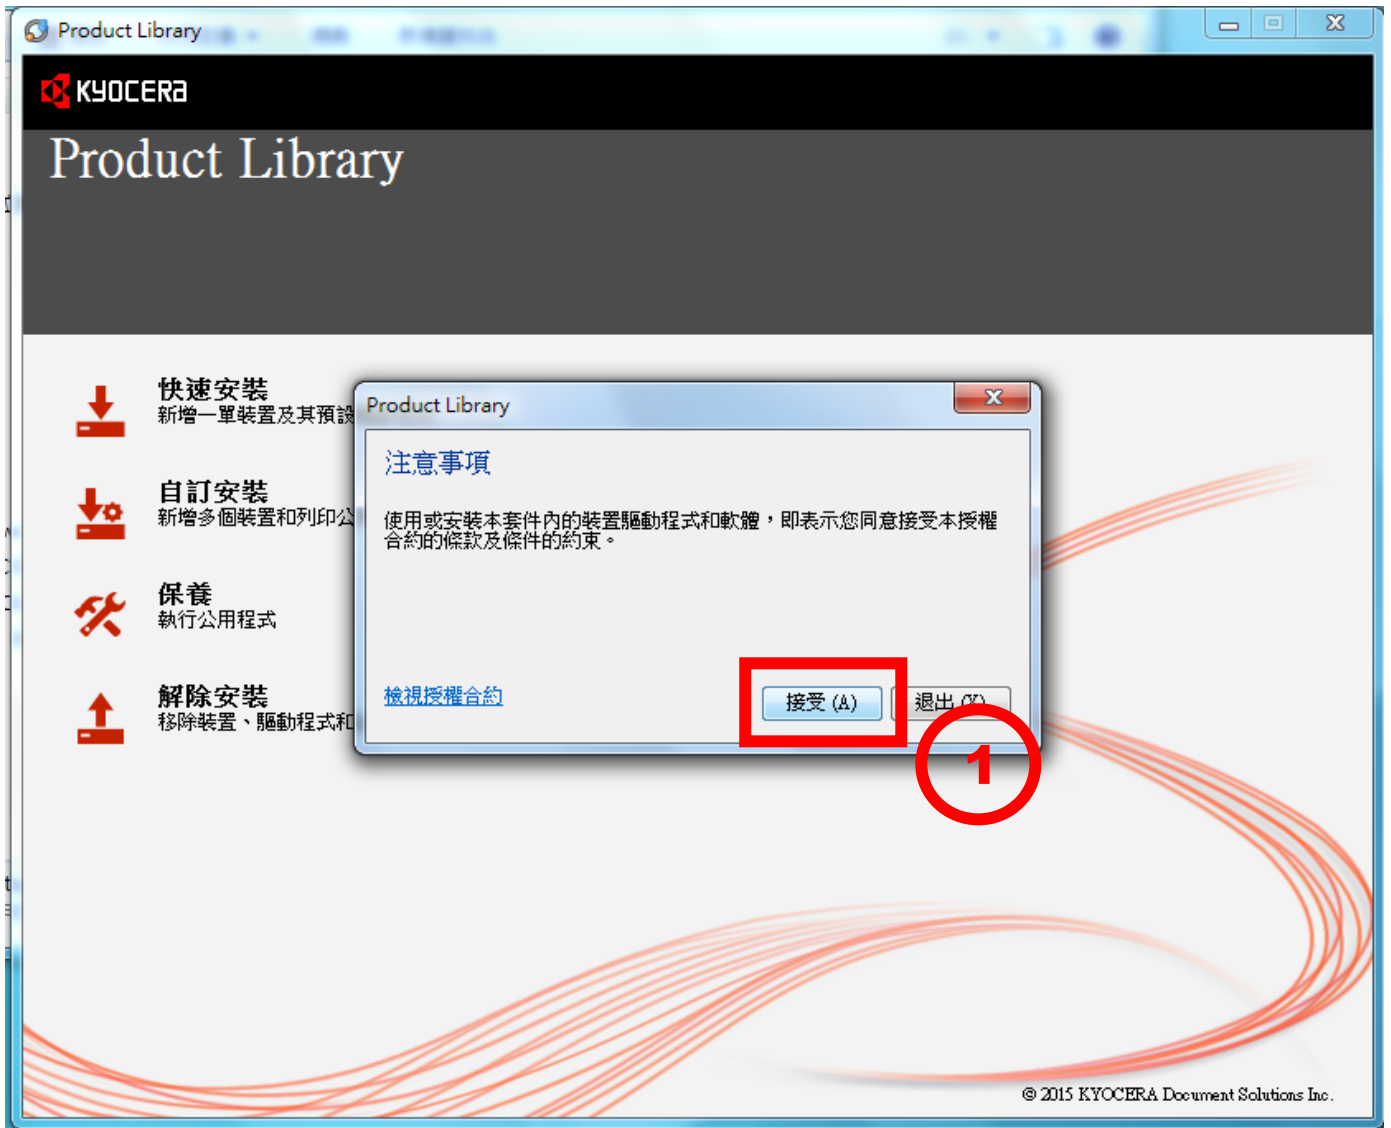 Product Library
KYOCERA
Product Library
快速安裝
新增一單裝置及其預設
自訂安裝
新增多個裝置和列印公
保養
執行公用程式
解除安裝
移除裝置、驅動程式和
Product Library
注意事項
使用或安裝本套件內的裝置驅動程式和軟體，即表示您同意接受本授權
合約的條款及條件的約束。
檢視授權合約
接受 (A)
退出 (X)
1
© 2015 KYOCERA Document Solutions Inc.